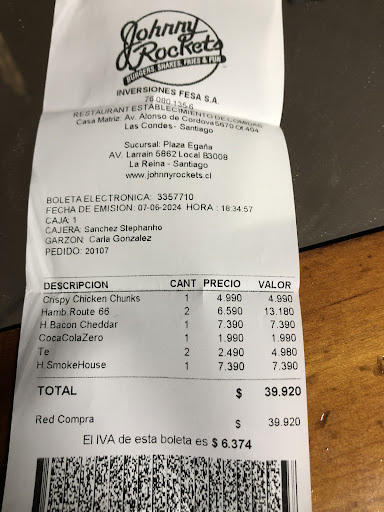 Johnny
Rockets
BURGERS, SHAKES, FRIES & FUN
INVERSIONES FESA S.A.
76.080.135-6
RESTAURANT ESTABLECIMIENTO DE COMIDAS
Casa Matriz: Av. Alonso de Cordova 5670 Of.404
Las Condes - Santiago
Sucursal: Plaza Egaña
AV. Larrain 5862 Local B3008
La Reina - Santiago
www.johnnyrockets.cl
BOLETA ELECTRONICA: 3357710
FECHA DE EMISION: 07-06-2024 HORA : 18:34:57
CAJA: 1
CAJERA: Sanchez Stephanho
GARZON: Carla Gonzalez
PEDIDO: 20107
DESCRIPCION CANT PRECIO VALOR
Crispy Chicken Chunks 1 4.990 4.990
Hamb.Route 66 2 6.590 13.180
H.Bacon Cheddar 1 7.390 7.390
CocaColaZero 1 1.990 1.990
Te 2 2.490 4.980
H.SmokeHouse 1 7.390 7.390
TOTAL $ 39.920
Red Compra $ 39.920
El IVA de esta boleta es $ 6.374